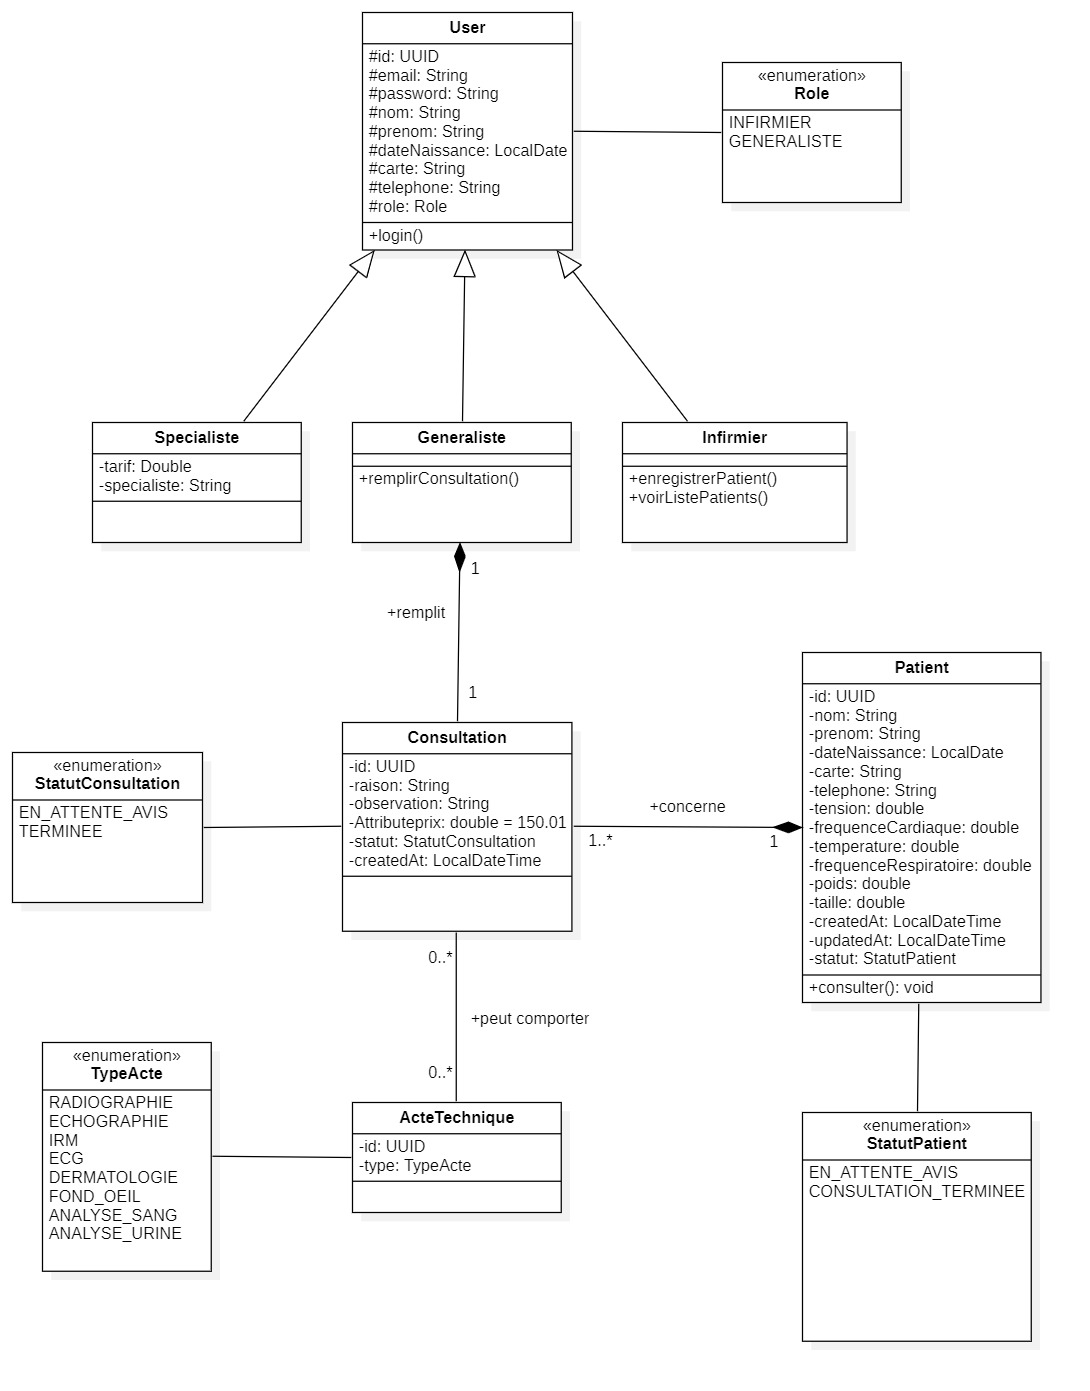 User
#id: UUID
#email: String
#password: String
#nom: String
#prenom: String
#dateNaissance: LocalDate
#carte: String
#telephone: String
#role: Role
+login()
«enumeration»
Role
INFIRMIER
GENERALISTE
Specialiste
-tarif: Double
-specialiste: String
Generaliste
+remplirConsultation()
Infirmier
+enregistrerPatient()
+voirListePatients()
1
+remplit
1
Consultation
-id: UUID
-raison: String
-observation: String
-Attributeprix: double = 150.01
-statut: StatutConsultation
-createdAt: LocalDateTime
«enumeration»
StatutConsultation
EN_ATTENTE_AVIS
TERMINEE
+concerne
1..*
1
Patient
-id: UUID
-nom: String
-prenom: String
-dateNaissance: LocalDate
-carte: String
-telephone: String
-tension: double
-frequenceCardiaque: double
-temperature: double
-frequenceRespiratoire: double
-poids: double
-taille: double
-createdAt: LocalDateTime
-updatedAt: LocalDateTime
-statut: StatutPatient
+consulter(): void
0..*
+peut comporter
0..*
«enumeration»
TypeActe
RADIOGRAPHIE
ECHOGRAPHIE
IRM
ECG
DERMATOLOGIE
FOND_OEIL
ANALYSE_SANG
ANALYSE_URINE
ActeTechnique
-id: UUID
-type: TypeActe
«enumeration»
StatutPatient
EN_ATTENTE_AVIS
CONSULTATION_TERMINEE